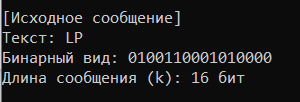 [Исходное сообщение]
Текст: LP
Бинарный вид: 0100110001010000
Длина сообщения (k): 16 бит